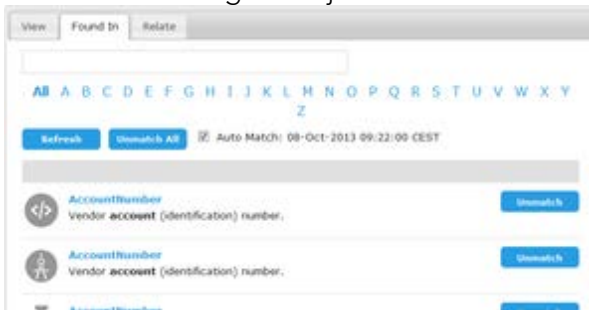 View Found In Relate
All A B C D E F G H I J K L M N O P Q R S T U V W X Y
Z
Refresh Unmatch All Auto Match: 08-Oct-2013 09:22:00 CEST
AccountNumber Unmatch
Vendor account (identification) number.
AccountNumber Unmatch
Vendor account (identification) number.
AccountNumber